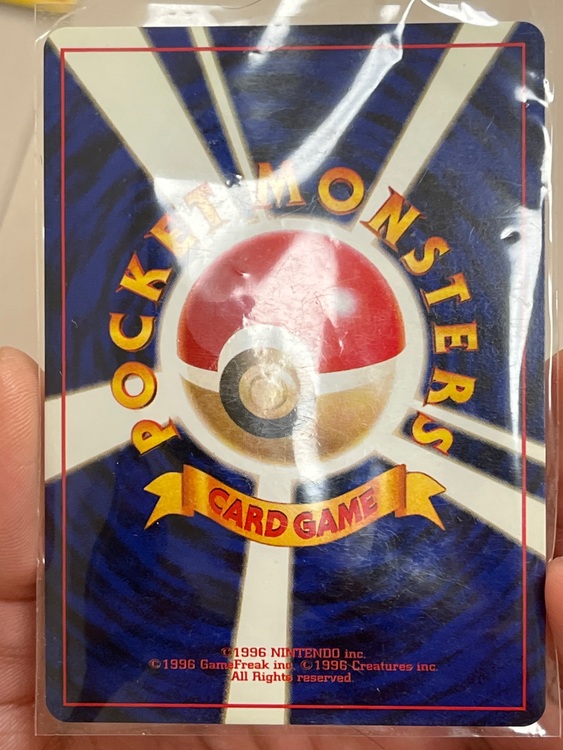 POCKET MONSTERS
CARD GAME
©1996 NINTENDO inc.
©1996 GameFreak inc. ©1996 Creatures inc.
All Rights reserved.